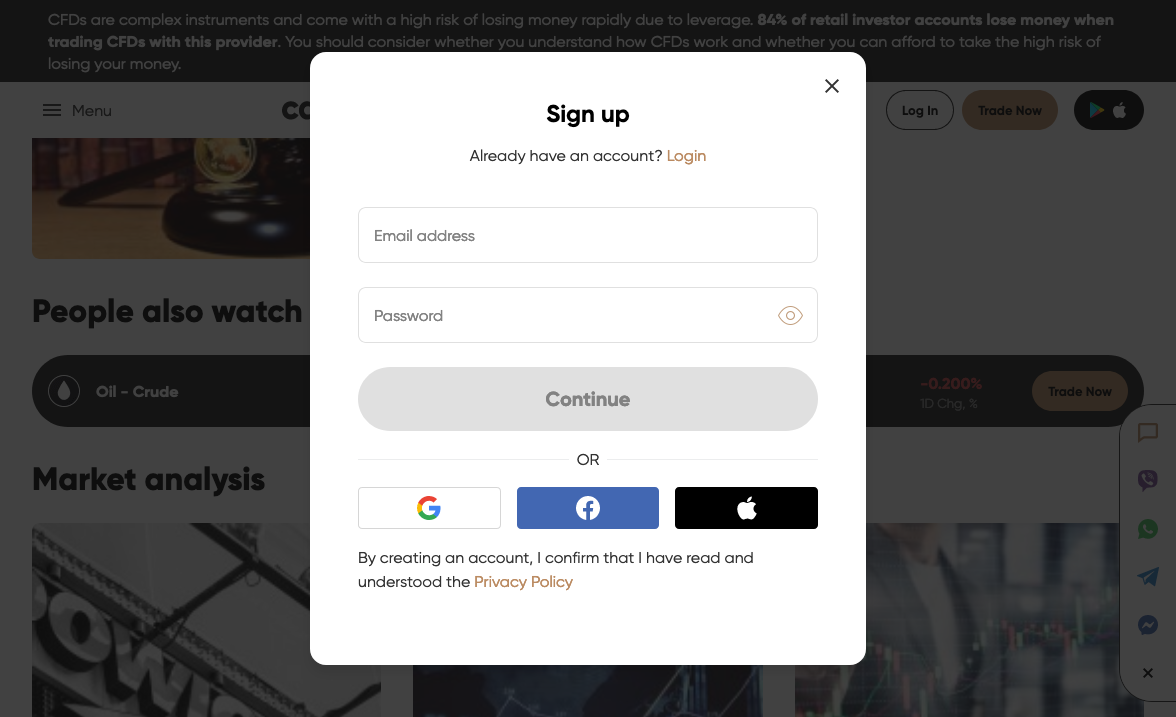 CFDs are complex instruments and come with a high risk of losing money rapidly due to leverage. 84% of retail investor accounts lose money when
trading CFDs with this provider. You should consider whether you understand how CFDs work and whether you can afford to take the high risk of
losing your money.
Menu
Log In
Trade Now
Sign up
Already have an account? Login
Email address
Password
Continue
OR
By creating an account, I confirm that I have read and
understood the Privacy Policy
People also watch
Oil - Crude
-0.200%
1D Chg, %
Trade Now
Market analysis